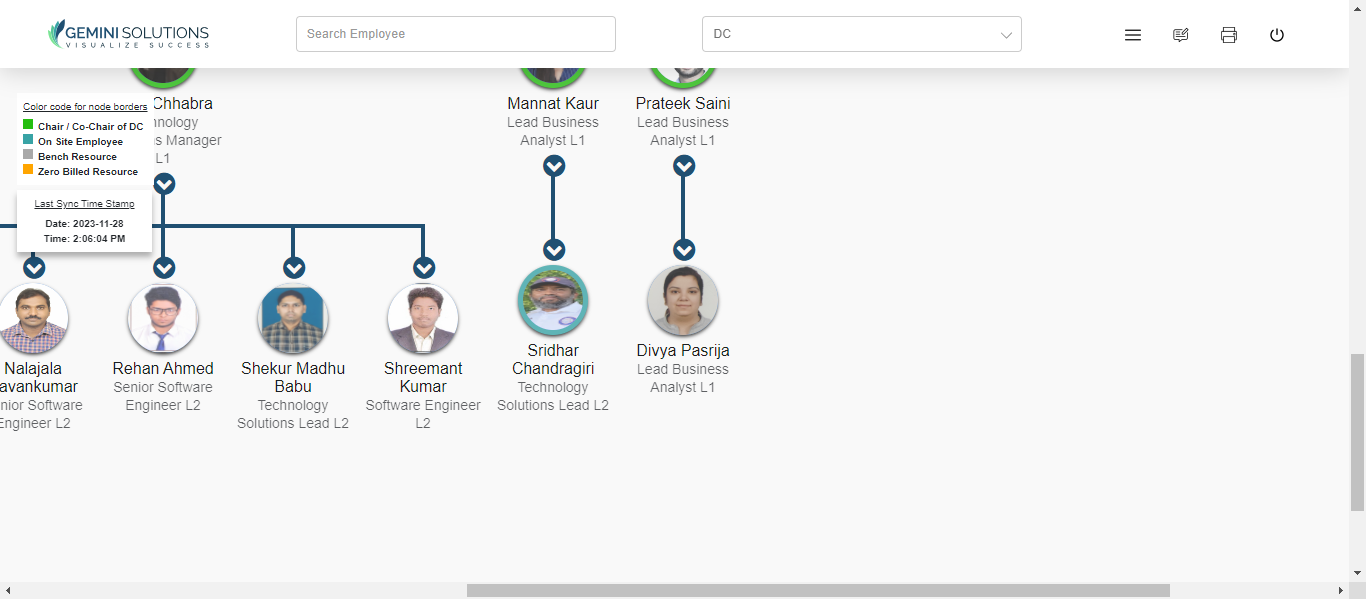 GEMINI SOLUTIONS
VISUALIZE SUCCESS
Search Employee
DC
Color code for node borders
Chair / Co-Chair of DC
On Site Employee
Bench Resource
Zero Billed Resource
Last Sync Time Stamp
Date: 2023-11-28
Time: 2:06:04 PM
Chhabra
Manager
L1
Mannat Kaur
Lead Business
Analyst L1
Prateek Saini
Lead Business
Analyst L1
Nalajala
avankumar
nior Software
Engineer L2
Rehan Ahmed
Senior Software
Engineer L2
Shekur Madhu
Babu
Technology
Solutions Lead L2
Shreemant
Kumar
Software Engineer
L2
Sridhar
Chandragiri
Technology
Solutions Lead L2
Divya Pasrija
Lead Business
Analyst L1